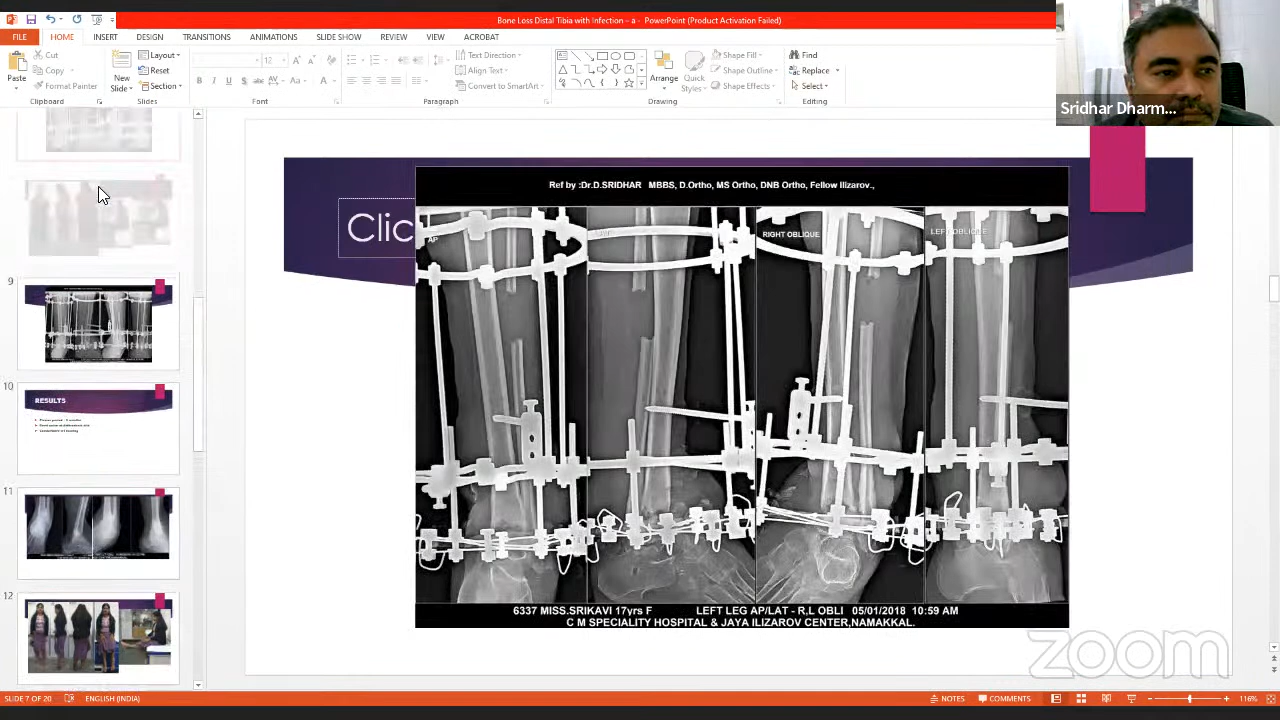 Bone Loss Distal Tibia with Infection - a - PowerPoint (Product Activation Failed)
FILE HOME INSERT DESIGN TRANSITIONS ANIMATIONS SLIDE SHOW REVIEW VIEW ACROBAT
Cut
Copy
Format Painter
Paste
Clipboard
New
Slide
Layout
Reset
Section
Slides
12
B I U S abc AV Aa A
Font
Text Direction
Align Text
Convert to SmartArt
Paragraph
Arrange
Quick
Styles
Shape Fill
Shape Outline
Shape Effects
Drawing
Find
Replace
Select
Editing
Sridhar Dharm...
9
10
RESULTS
11
12
Clic
Ref by :Dr.D.SRIDHAR MBBS, D.Ortho, MS Ortho, DNB Ortho, Fellow Ilizarov.,
AP
RIGHT OBLIQUE
LEFT OBLIQUE
6337 MISS.SRIKAVI 17yrs F LEFT LEG AP/LAT - R,L OBLI 05/01/2018 10:59 AM
C M SPECIALITY HOSPITAL & JAYA ILIZAROV CENTER,NAMAKKAL.
zoom
SLIDE 7 OF 20 ENGLISH (INDIA) NOTES COMMENTS 116%